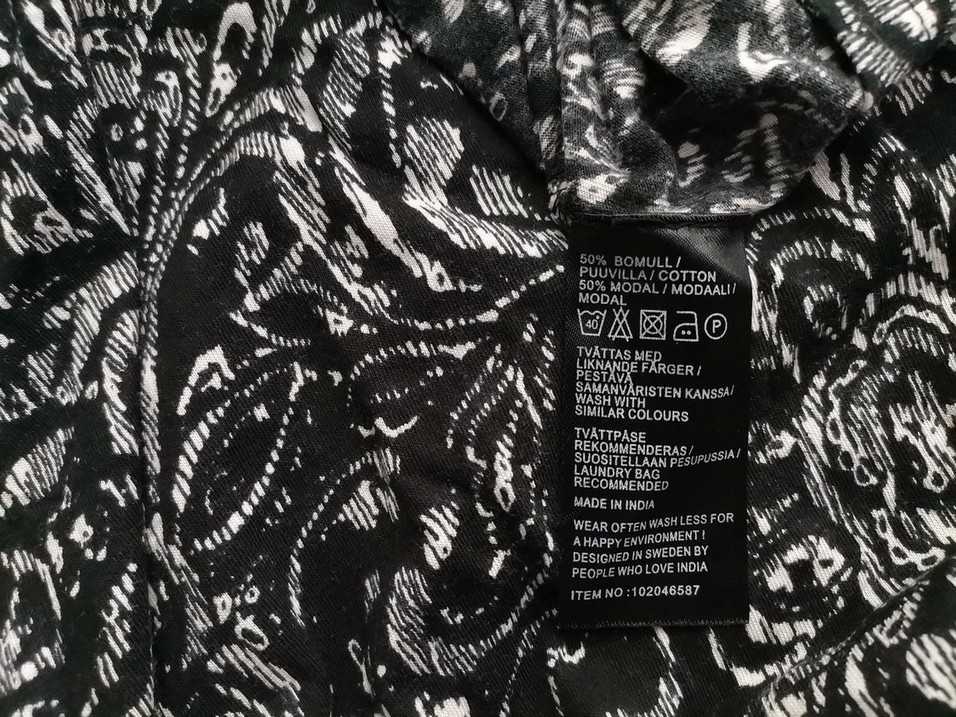 50% BOMULL /
PUUVILLA / COTTON
50% MODAL / MODAALI /
MODAL
40 P
TVÄTTAS MED
LIKNANDE FÄRGER /
PESTÄVÄ
SAMANVÄRISTEN KANSSA/
WASH WITH
SIMILAR COLOURS
TVÄTTPÅSE
REKOMMENDERAS /
SUOSITELLAAN PESUPUSSIA/
LAUNDRY BAG
RECOMMENDED
MADE IN INDIA
WEAR OFTEN WASH LESS FOR
A HAPPY ENVIRONMENT !
DESIGNED IN SWEDEN BY
PEOPLE WHO LOVE INDIA
ITEM NO :102046587